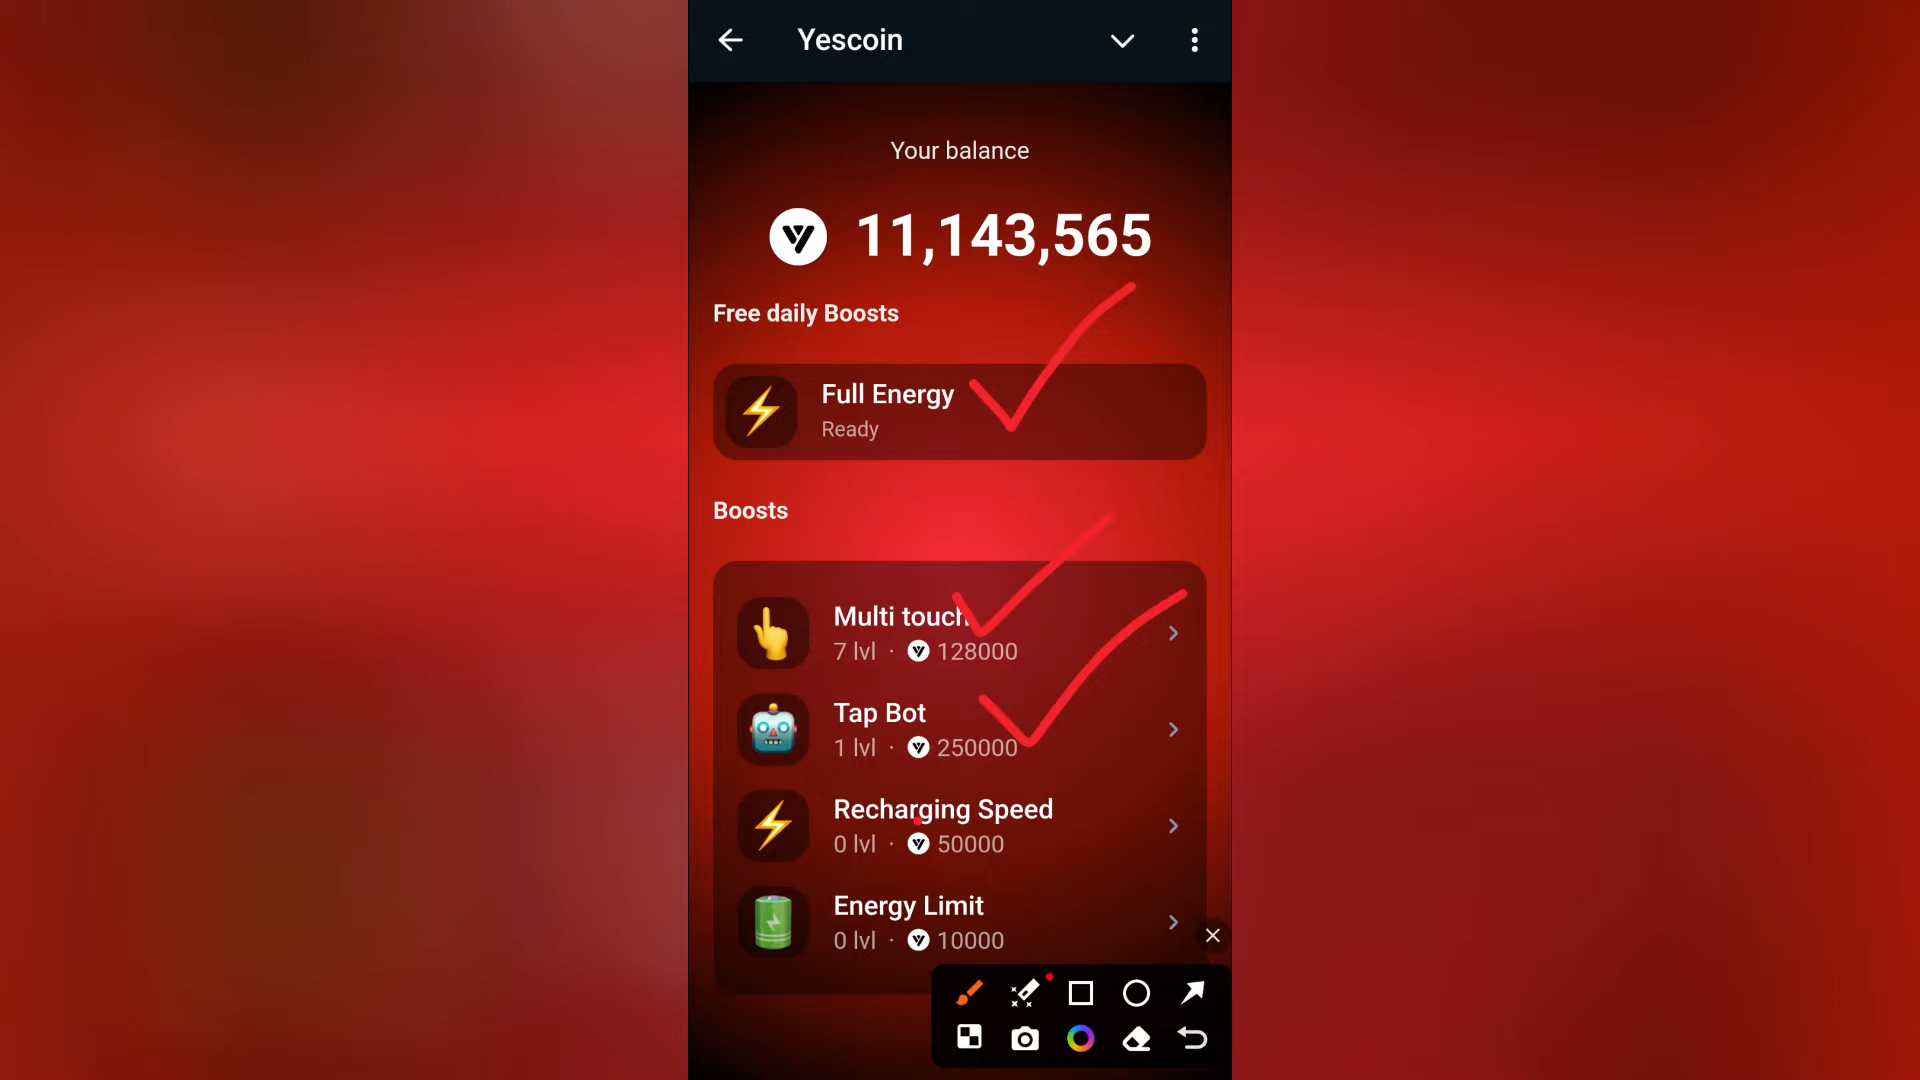 Yescoin
Your balance
11,143,565
Free daily Boosts
Full Energy
Ready
Boosts
Multi touch
7 lvl · 128000
Tap Bot
1 lvl · 250000
Recharging Speed
0 lvl · 50000
Energy Limit
0 lvl · 10000